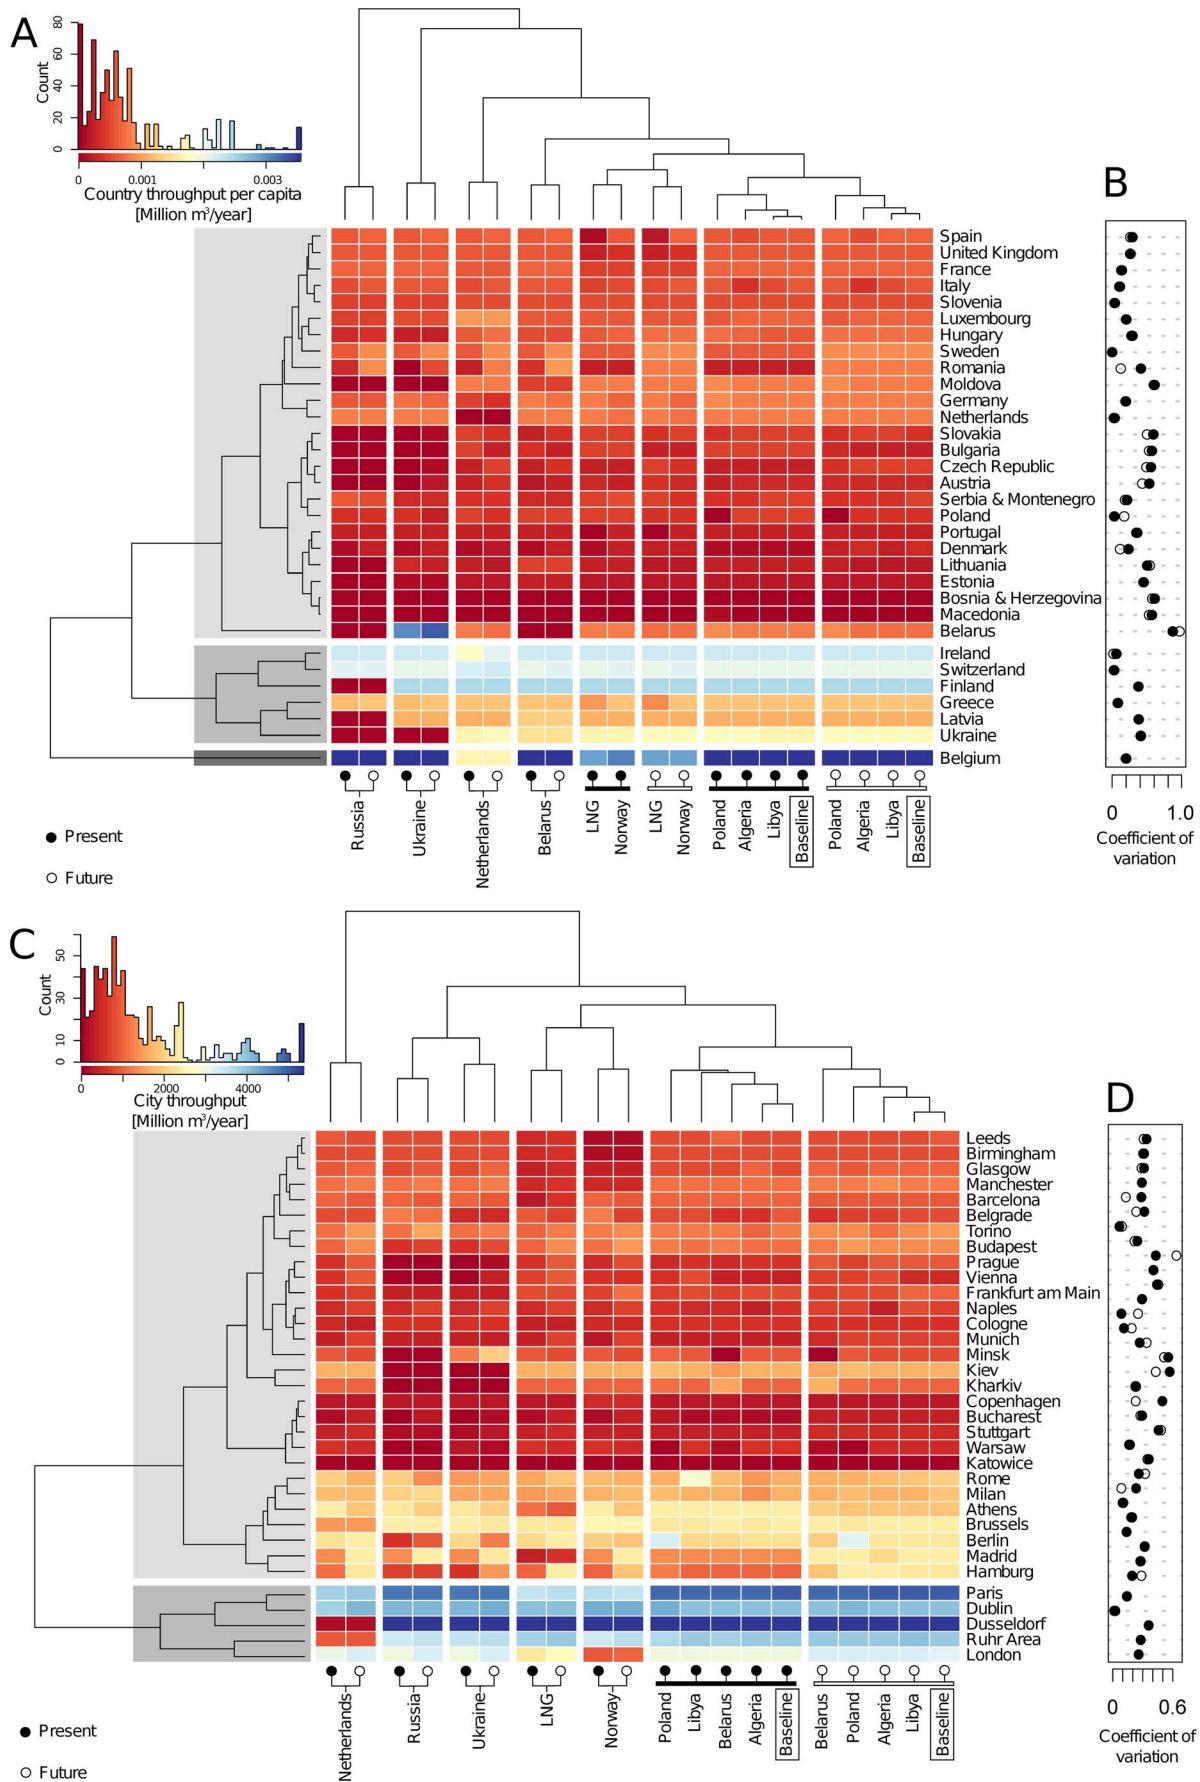 A
80
60
40
20
0
Count
0
0.001
0.003
Country throughput per capita
[Million m³/year]
B
Spain
United Kingdom
France
Italy
Slovenia
Luxembourg
Hungary
Sweden
Romania
Moldova
Germany
Netherlands
Slovakia
Bulgaria
Czech Republic
Austria
Serbia & Montenegro
Poland
Portugal
Denmark
Lithuania
Estonia
Bosnia & Herzegovina
Macedonia
Belarus
Ireland
Switzerland
Finland
Greece
Latvia
Ukraine
Belgium
Russia
Ukraine
Netherlands
Belarus
LNG
Norway
LNG
Norway
Poland
Algeria
Libya
Baseline
Poland
Algeria
Libya
Baseline
0
1.0
Coefficient of
variation
Present
Future
C
50
30
10
0
Count
0
2000
4000
City throughput
[Million m³/year]
D
Leeds
Birmingham
Glasgow
Manchester
Barcelona
Belgrade
Torino
Budapest
Prague
Vienna
Frankfurt am Main
Naples
Cologne
Munich
Minsk
Kiev
Kharkiv
Copenhagen
Bucharest
Stuttgart
Warsaw
Katowice
Rome
Milan
Athens
Brussels
Berlin
Madrid
Hamburg
Paris
Dublin
Dusseldorf
Ruhr Area
London
Netherlands
Russia
Ukraine
LNG
Norway
Poland
Libya
Belarus
Algeria
Baseline
Belarus
Poland
Algeria
Libya
Baseline
0
0.6
Coefficient of
variation
Present
Future